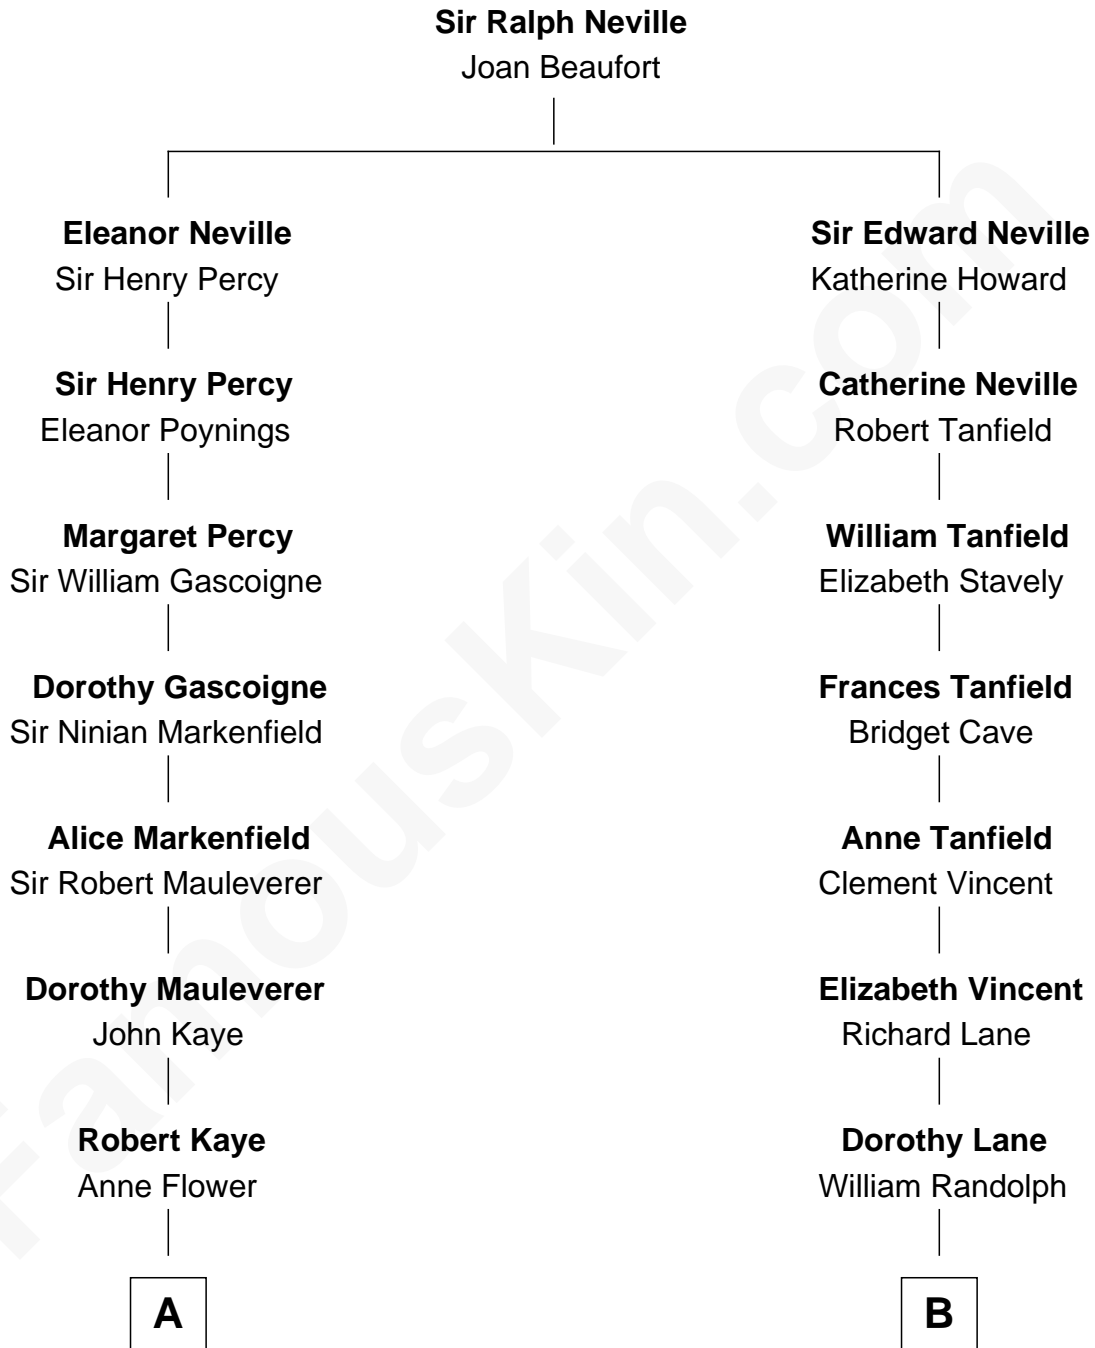 Sir Ralph Neville
Joan Beaufort
Eleanor Neville
Sir Henry Percy
Sir Edward Neville
Katherine Howard
Sir Henry Percy
Eleanor Poynings
Catherine Neville
Robert Tanfield
Margaret Percy
Sir William Gascoigne
William Tanfield
Elizabeth Stavely
Dorothy Gascoigne
Sir Ninian Markenfield
Frances Tanfield
Bridget Cave
Alice Markenfield
Sir Robert Mauleverer
Anne Tanfield
Clement Vincent
Dorothy Mauleverer
John Kaye
Elizabeth Vincent
Richard Lane
Robert Kaye
Anne Flower
Dorothy Lane
William Randolph
A
B
FamousKin.com